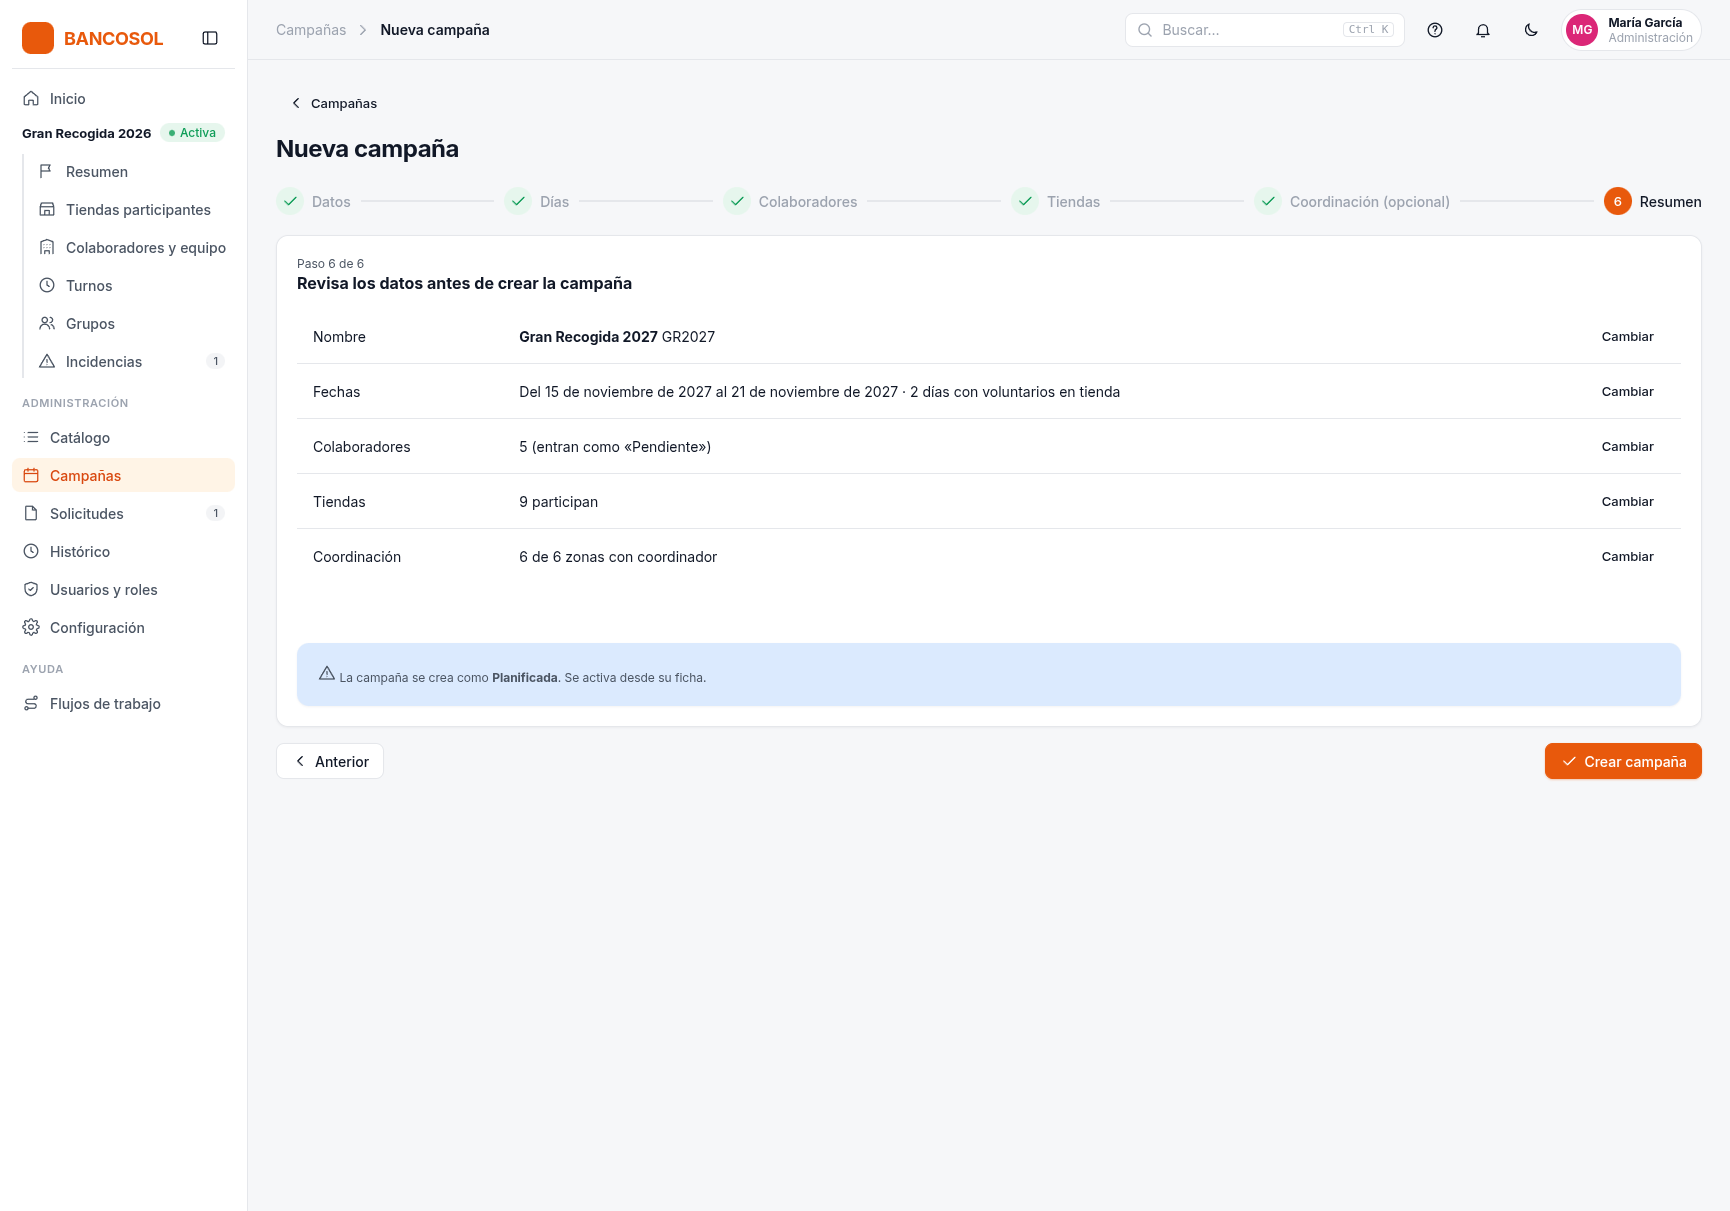 BANCOSOL
Inicio
Gran Recogida 2026 Activa
Resumen
Tiendas participantes
Colaboradores y equipo
Turnos
Grupos
Incidencias 1
ADMINISTRACIÓN
Catálogo
Campañas
Solicitudes 1
Histórico
Usuarios y roles
Configuración
AYUDA
Flujos de trabajo
Campañas Nueva campaña
Buscar... Ctrl K
MG María García
Administración
Campañas
Nueva campaña
Datos Días Colaboradores Tiendas Coordinación (opcional) 6 Resumen
Paso 6 de 6
Revisa los datos antes de crear la campaña
Nombre Gran Recogida 2027 GR2027 Cambiar
Fechas Del 15 de noviembre de 2027 al 21 de noviembre de 2027 · 2 días con voluntarios en tienda Cambiar
Colaboradores 5 (entran como «Pendiente») Cambiar
Tiendas 9 participan Cambiar
Coordinación 6 de 6 zonas con coordinador Cambiar
La campaña se crea como Planificada. Se activa desde su ficha.
Anterior Crear campaña